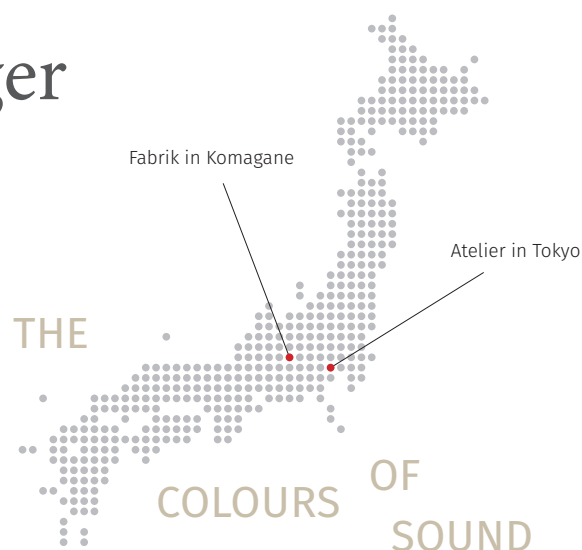 ger
Fabrik in Komagane
Atelier in Tokyo
THE
COLOURS
OF
SOUND